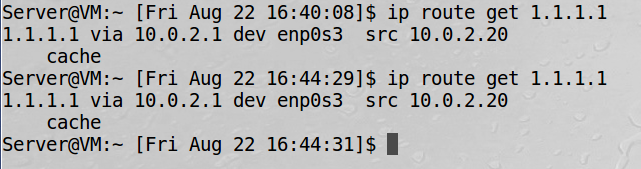 Server@VM:~ [Fri Aug 22 16:40:08]$ ip route get 1.1.1.1
1.1.1.1 via 10.0.2.1 dev enp0s3  src 10.0.2.20
    cache
Server@VM:~ [Fri Aug 22 16:44:29]$ ip route get 1.1.1.1
1.1.1.1 via 10.0.2.1 dev enp0s3  src 10.0.2.20
    cache
Server@VM:~ [Fri Aug 22 16:44:31]$